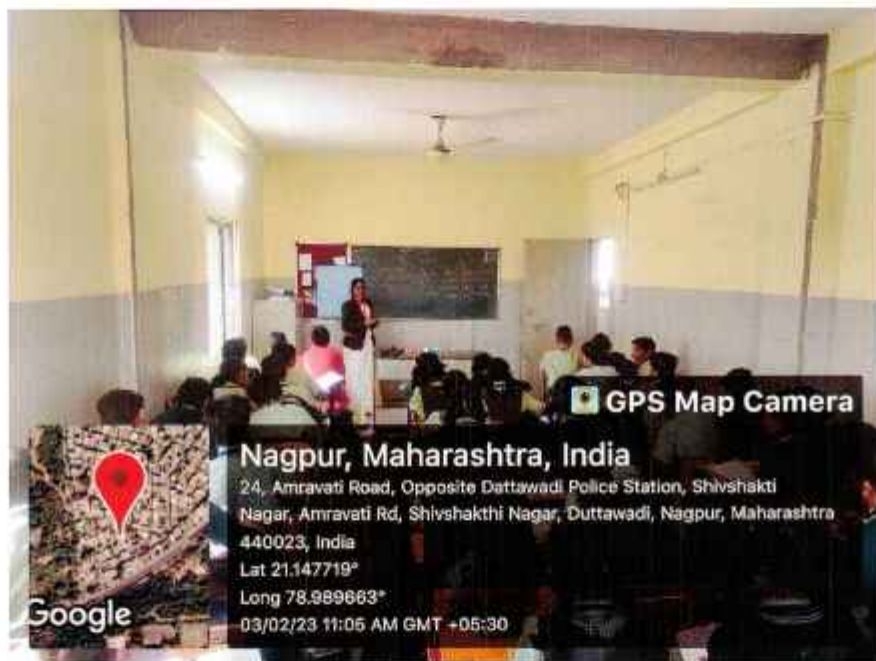 GPS Map Camera
Nagpur, Maharashtra, India
24, Amravati Road, Opposite Dattawadi Police Station, Shivshakti
Nagar, Amravati Rd, Shivshakthi Nagar, Duttawadi, Nagpur, Maharashtra
440023, India
Lat 21.147719°
Long 78.989663°
03/02/23 11:05 AM GMT +05:30
Google